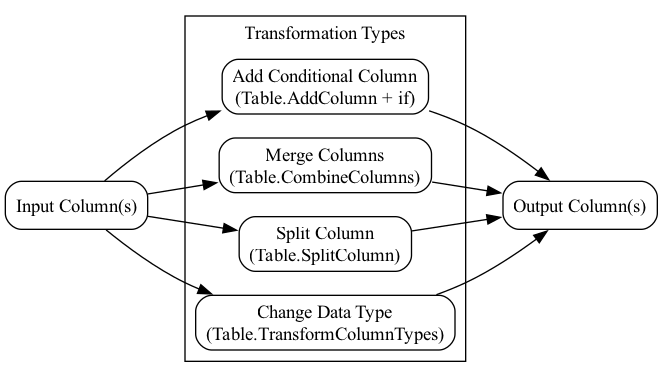 Transformation Types
Add Conditional Column
(Table.AddColumn + if)
Merge Columns
(Table.CombineColumns)
Input Column(s)
Output Column(s)
Split Column
(Table.SplitColumn)
Change Data Type
(Table.TransformColumnTypes)